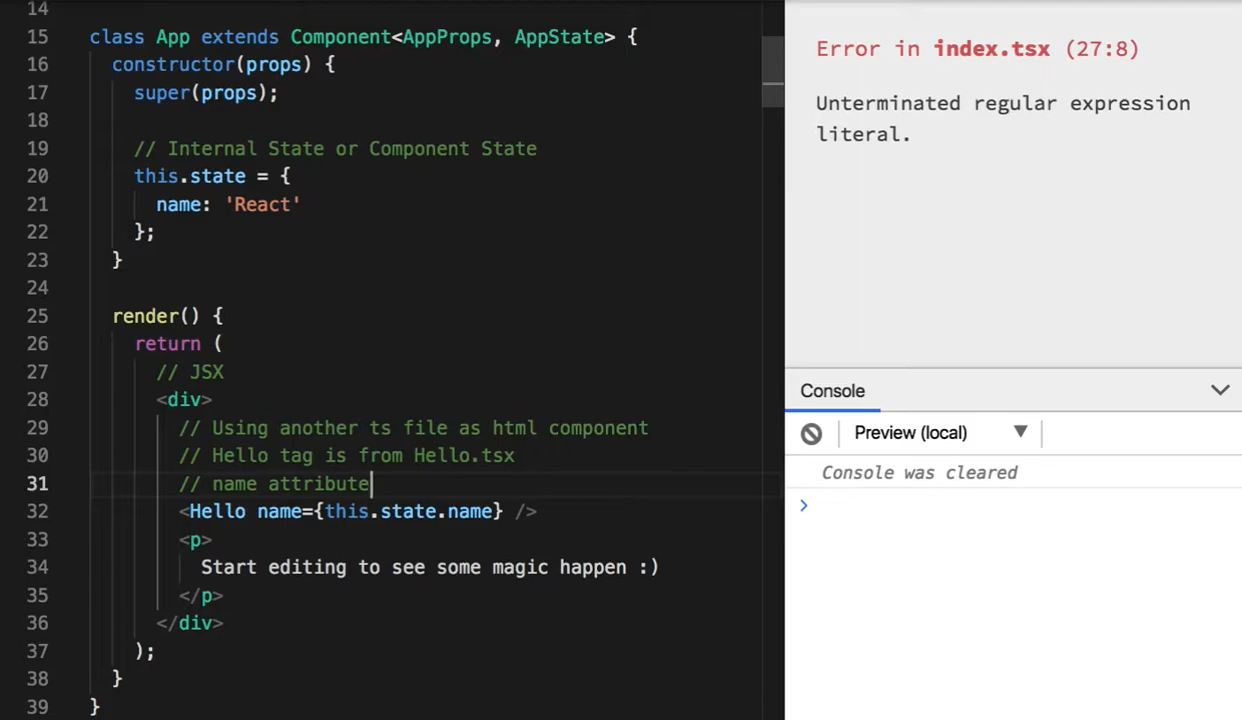 14
15 class App extends Component<AppProps, AppState> {
16 constructor(props) {
17 super(props);
18
19 // Internal State or Component State
20 this.state = {
21 name: 'React'
22 };
23 }
24
25 render() {
26 return (
27 // JSX
28 <div>
29 // Using another ts file as html component
30 // Hello tag is from Hello.tsx
31 // name attribute
32 <Hello name={this.state.name} />
33 <p>
34 Start editing to see some magic happen :)
35 </p>
36 </div>
37 );
38 }
39 }
Error in index.tsx (27:8)
Unterminated regular expression
literal.
Console
Preview (local)
Console was cleared